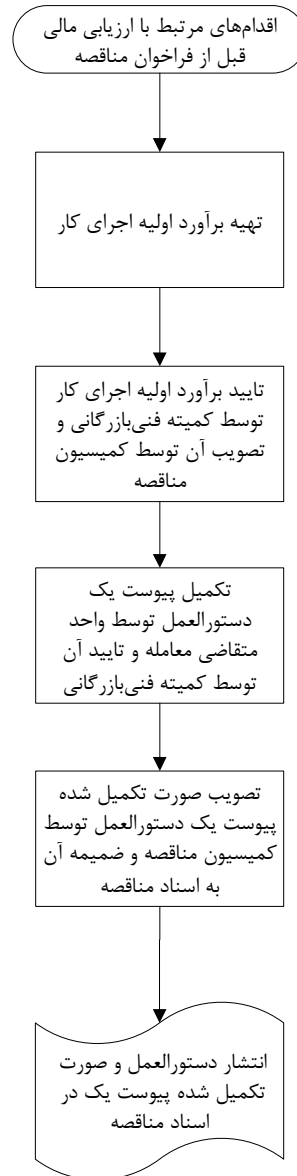 اقدام‌های مرتبط با ارزیابی مالی
قبل از فراخوان مناقصه
تهیه برآورد اولیه اجرای کار
تایید برآورد اولیه اجرای کار
توسط کمیته فنی‌بازرگانی و
تصویب آن توسط کمیسیون
مناقصه
تکمیل پیوست یک
دستورالعمل توسط واحد
متقاضی معامله و تایید آن
توسط کمیته فنی‌بازرگانی
تصویب صورت تکمیل شده
پیوست یک دستورالعمل توسط
کمیسیون مناقصه و ضمیمه آن
به اسناد مناقصه
انتشار دستورالعمل و صورت
تکمیل شده پیوست یک در
اسناد مناقصه